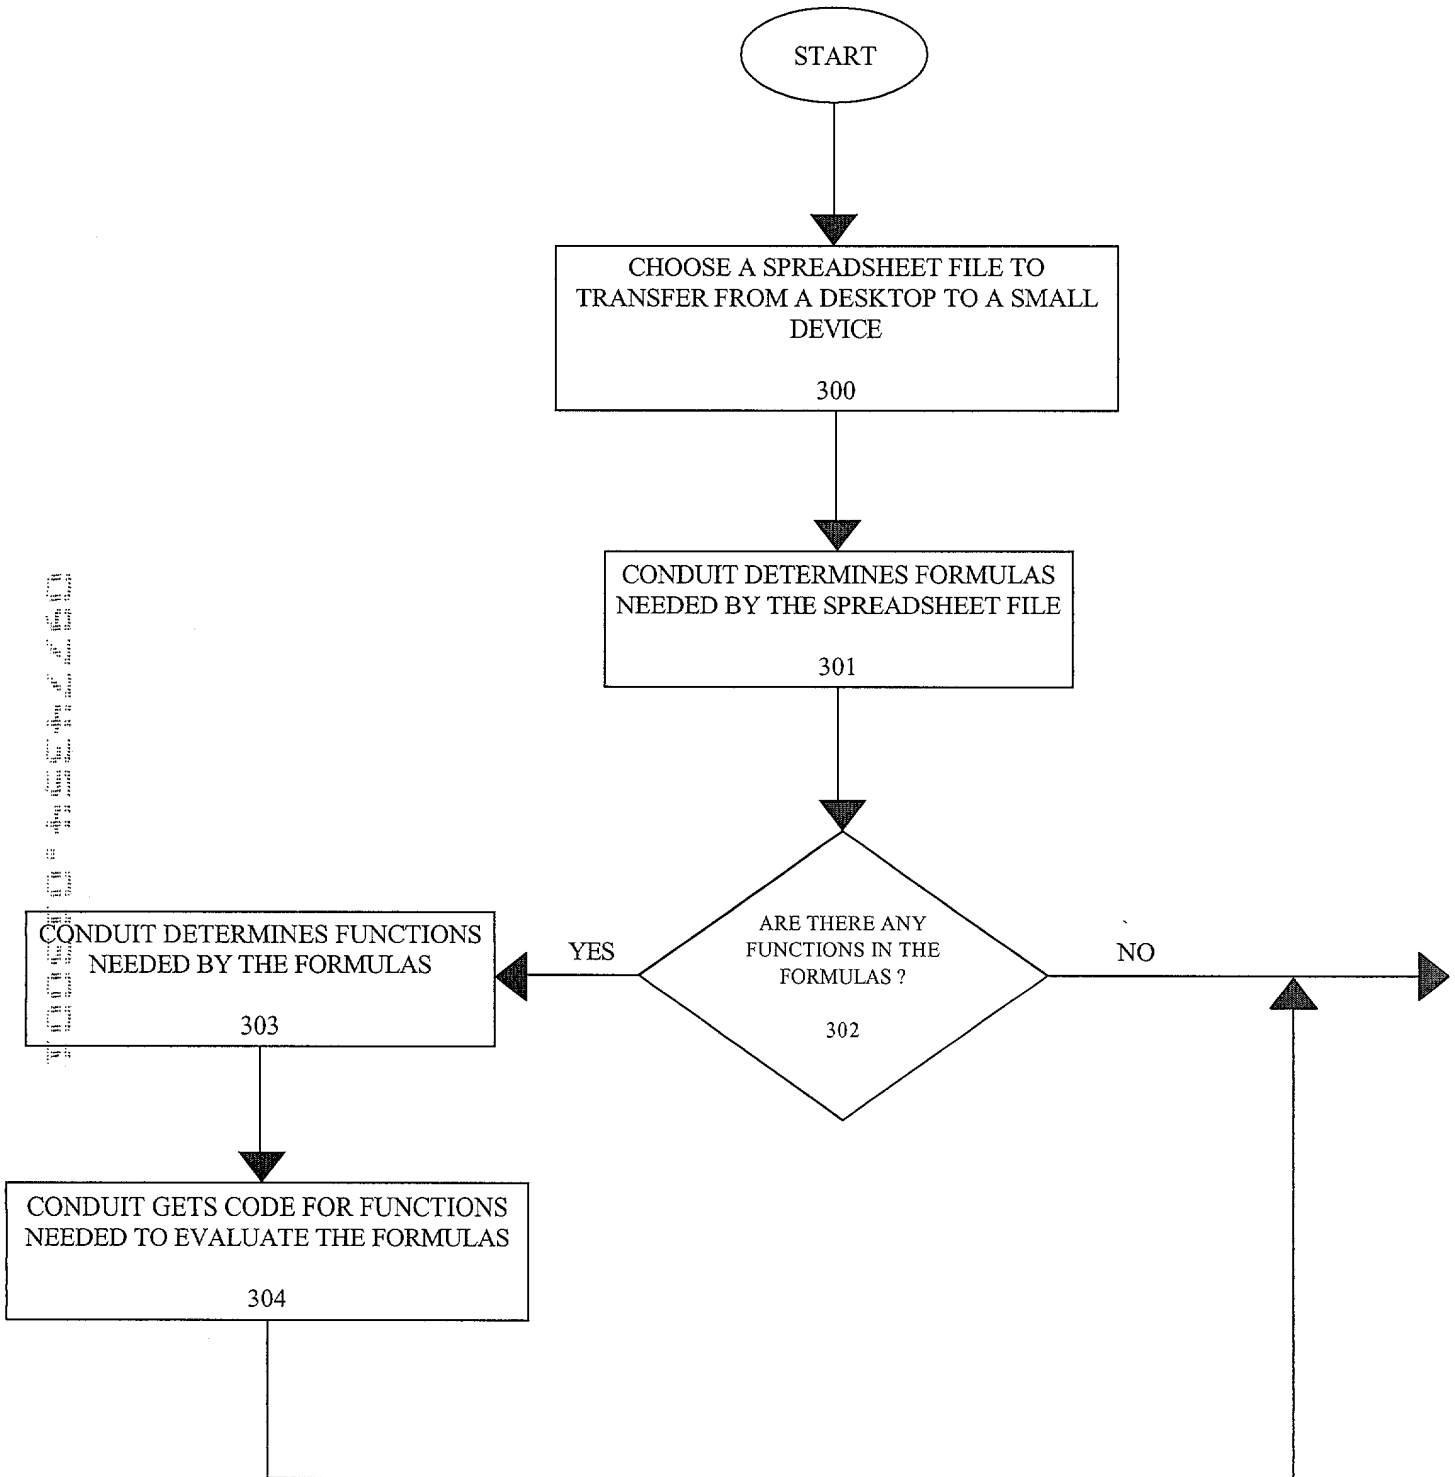 START
CHOOSE A SPREADSHEET FILE TO
TRANSFER FROM A DESKTOP TO A SMALL
DEVICE
300
CONDUIT DETERMINES FORMULAS
NEEDED BY THE SPREADSHEET FILE
301
ARE THERE ANY
FUNCTIONS IN THE
FORMULAS ?
302
YES
NO
CONDUIT DETERMINES FUNCTIONS
NEEDED BY THE FORMULAS
303
CONDUIT GETS CODE FOR FUNCTIONS
NEEDED TO EVALUATE THE FORMULAS
304